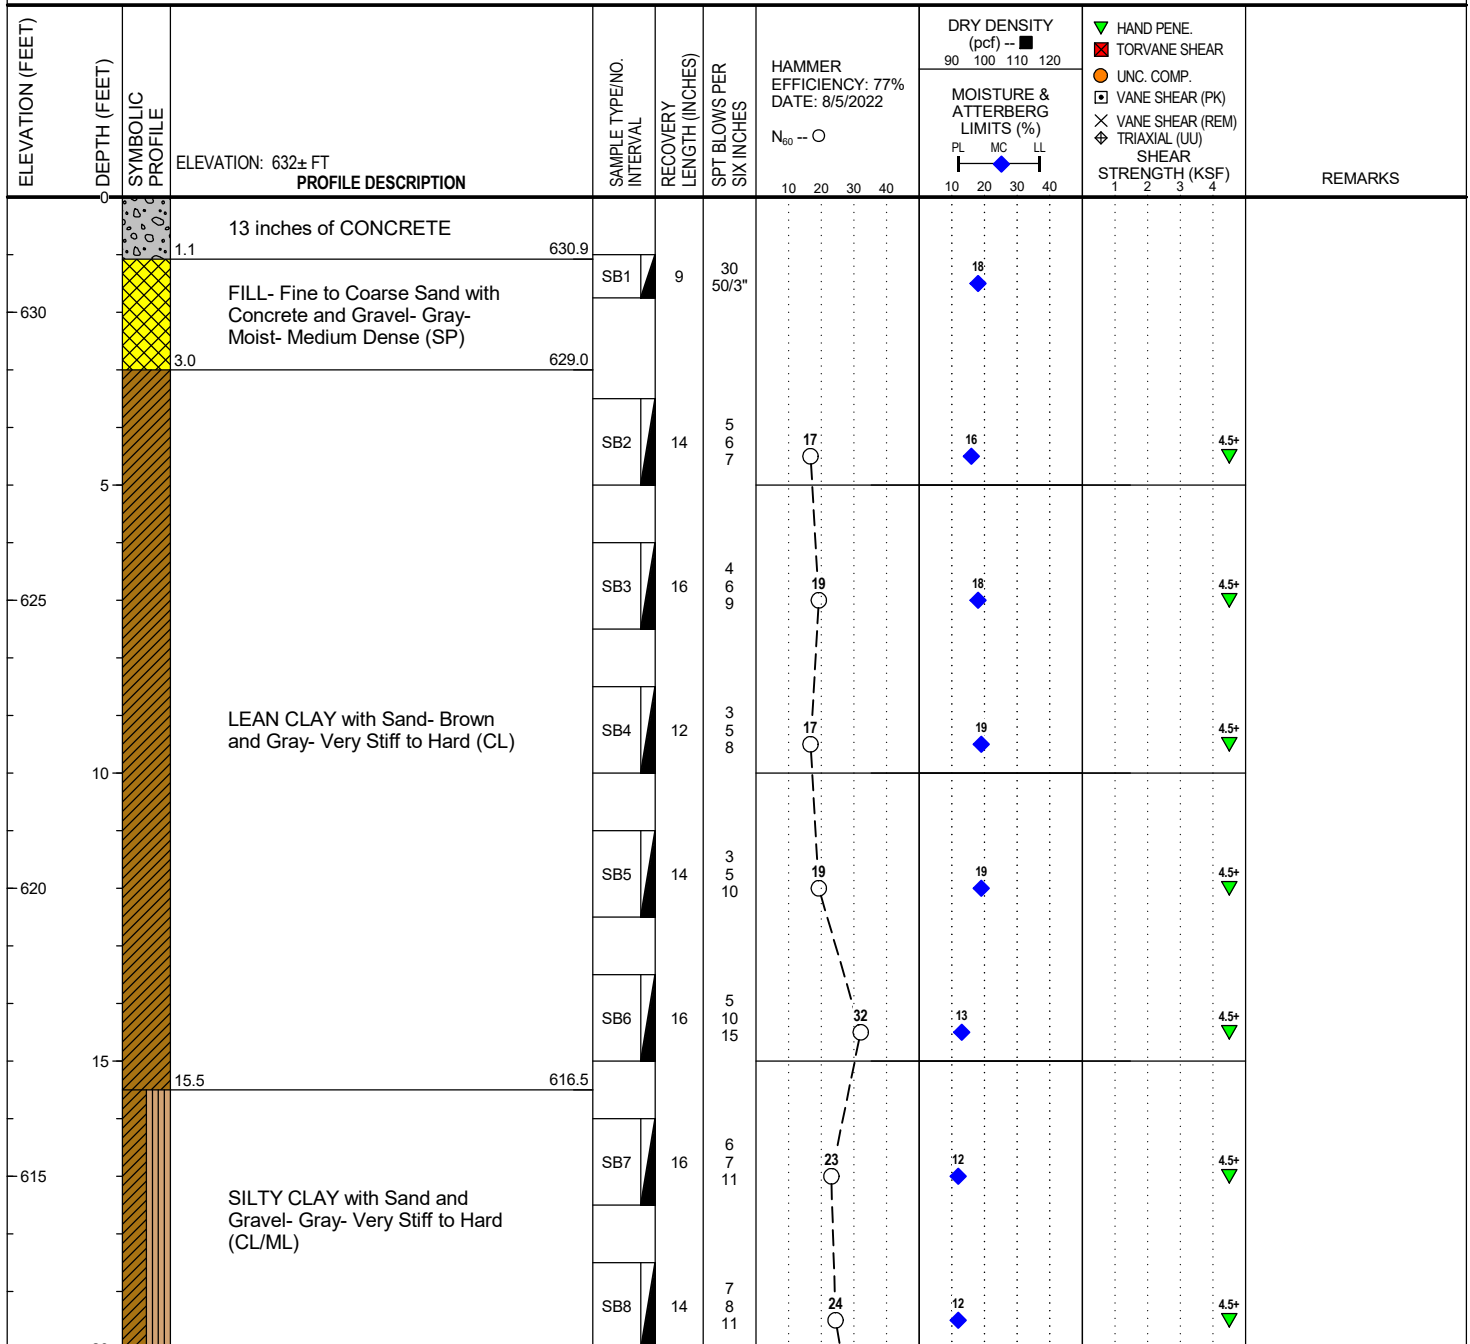 ELEVATION (FEET)
DEPTH (FEET)
SYMBOLIC
PROFILE
ELEVATION: 632± FT
PROFILE DESCRIPTION
SAMPLE TYPE/NO.
INTERVAL
RECOVERY
LENGTH (INCHES)
SPT BLOWS PER
SIX INCHES
HAMMER
EFFICIENCY: 77%
DATE: 8/5/2022
N60 --
10 20 30 40
DRY DENSITY
(pcf) --
90 100 110 120
MOISTURE &
ATTERBERG
LIMITS (%)
PL MC LL
10 20 30 40
HAND PENE.
TORVANE SHEAR
UNC. COMP.
VANE SHEAR (PK)
VANE SHEAR (REM)
TRIAXIAL (UU)
SHEAR
STRENGTH (KSF)
1 2 3 4
REMARKS
0
13 inches of CONCRETE
1.1 630.9
SB1 9 30
50/3"
18
FILL- Fine to Coarse Sand with
Concrete and Gravel- Gray-
Moist- Medium Dense (SP)
630
3.0 629.0
SB2 14
5
6
7
17 16 4.5+
5
SB3 16
4
6
9
19 18 4.5+
625
LEAN CLAY with Sand- Brown
and Gray- Very Stiff to Hard (CL)
SB4 12
3
5
8
17 19 4.5+
10
SB5 14
3
5
10
19 19 4.5+
620
SB6 16
5
10
15
32 13 4.5+
15
15.5 616.5
SB7 16
6
7
11
23 12 4.5+
615
SILTY CLAY with Sand and
Gravel- Gray- Very Stiff to Hard
(CL/ML)
SB8 14
7
8
11
24 12 4.5+